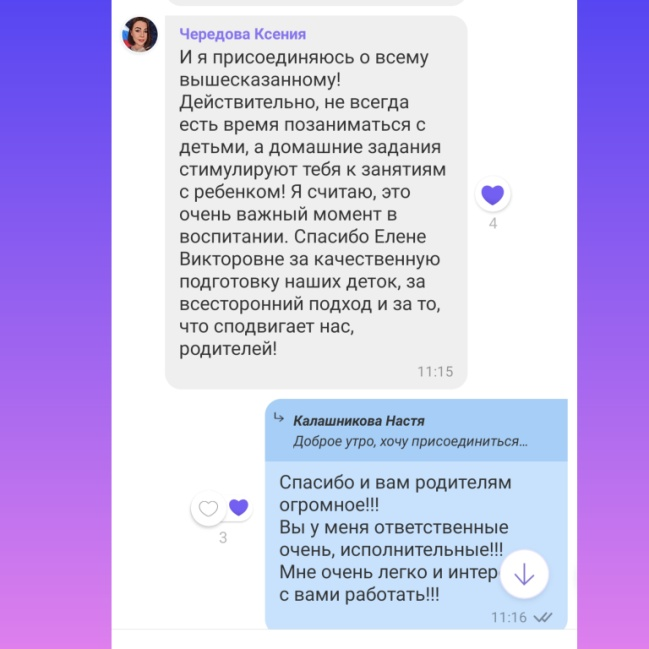 Чередова Ксения
И я присоединяюсь о всему
вышесказанному!
Действительно, не всегда
есть время позаниматься с
детьми, а домашние задания
стимулируют тебя к занятиям
с ребенком! Я считаю, это
очень важный момент в
воспитании. Спасибо Елене
Викторовне за качественную
подготовку наших деток, за
всесторонний подход и за то,
что сподвигает нас,
родителей!
4
11:15
Калашникова Настя
Доброе утро, хочу присоединиться...
Спасибо и вам родителям
огромное!!!
Вы у меня ответственные
очень, исполнительные!!!
Мне очень легко и интер
с вами работать!!!
3
11:16